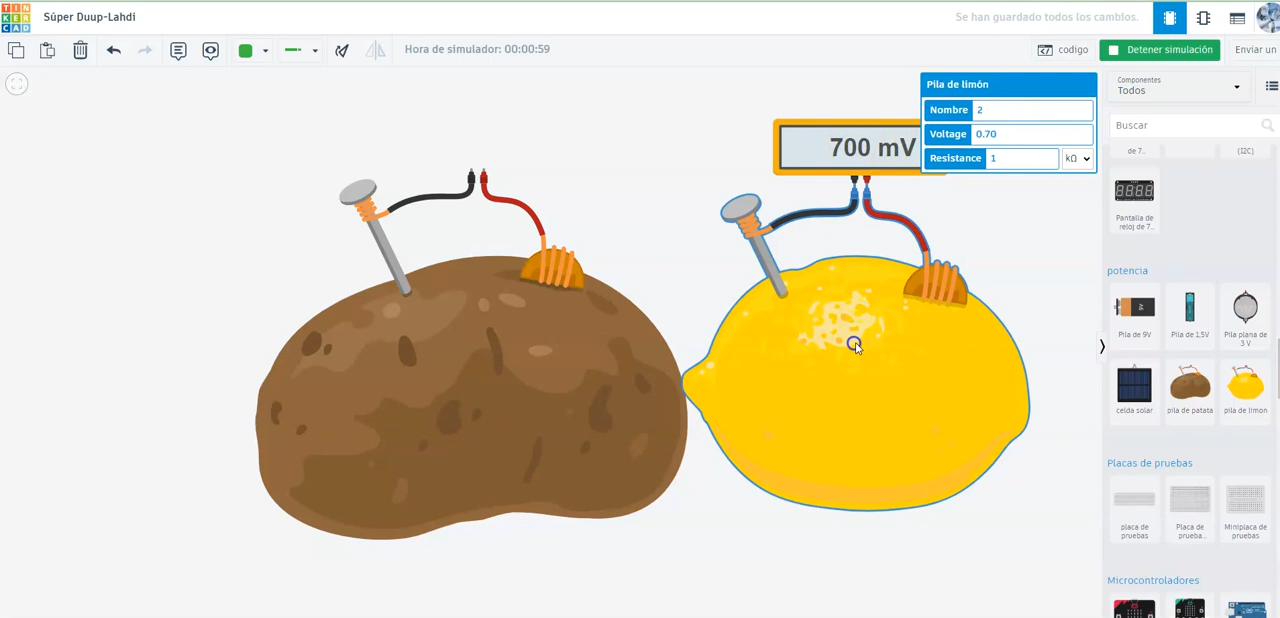 TIN
KER
CAD
Súper Duup-Lahdi
Se han guardado todos los cambios.
Hora de simulador: 00:00:59
codigo
Detener simulación
Enviar un
Pila de limón
Nombre 2
Voltage 0.70
Resistance 1 kΩ
700 mV
Componentes
Todos
Buscar
de 7..
(I2C)
Pantalla de
reloj de 7...
potencia
Pila de 9V
Pila de 1,5V
Pila plana de
3 V
celda solar
pila de patata
pila de limon
Placas de pruebas
placa de
pruebas
Placa de
prueba...
Miniplaca de
pruebas
Microcontroladores